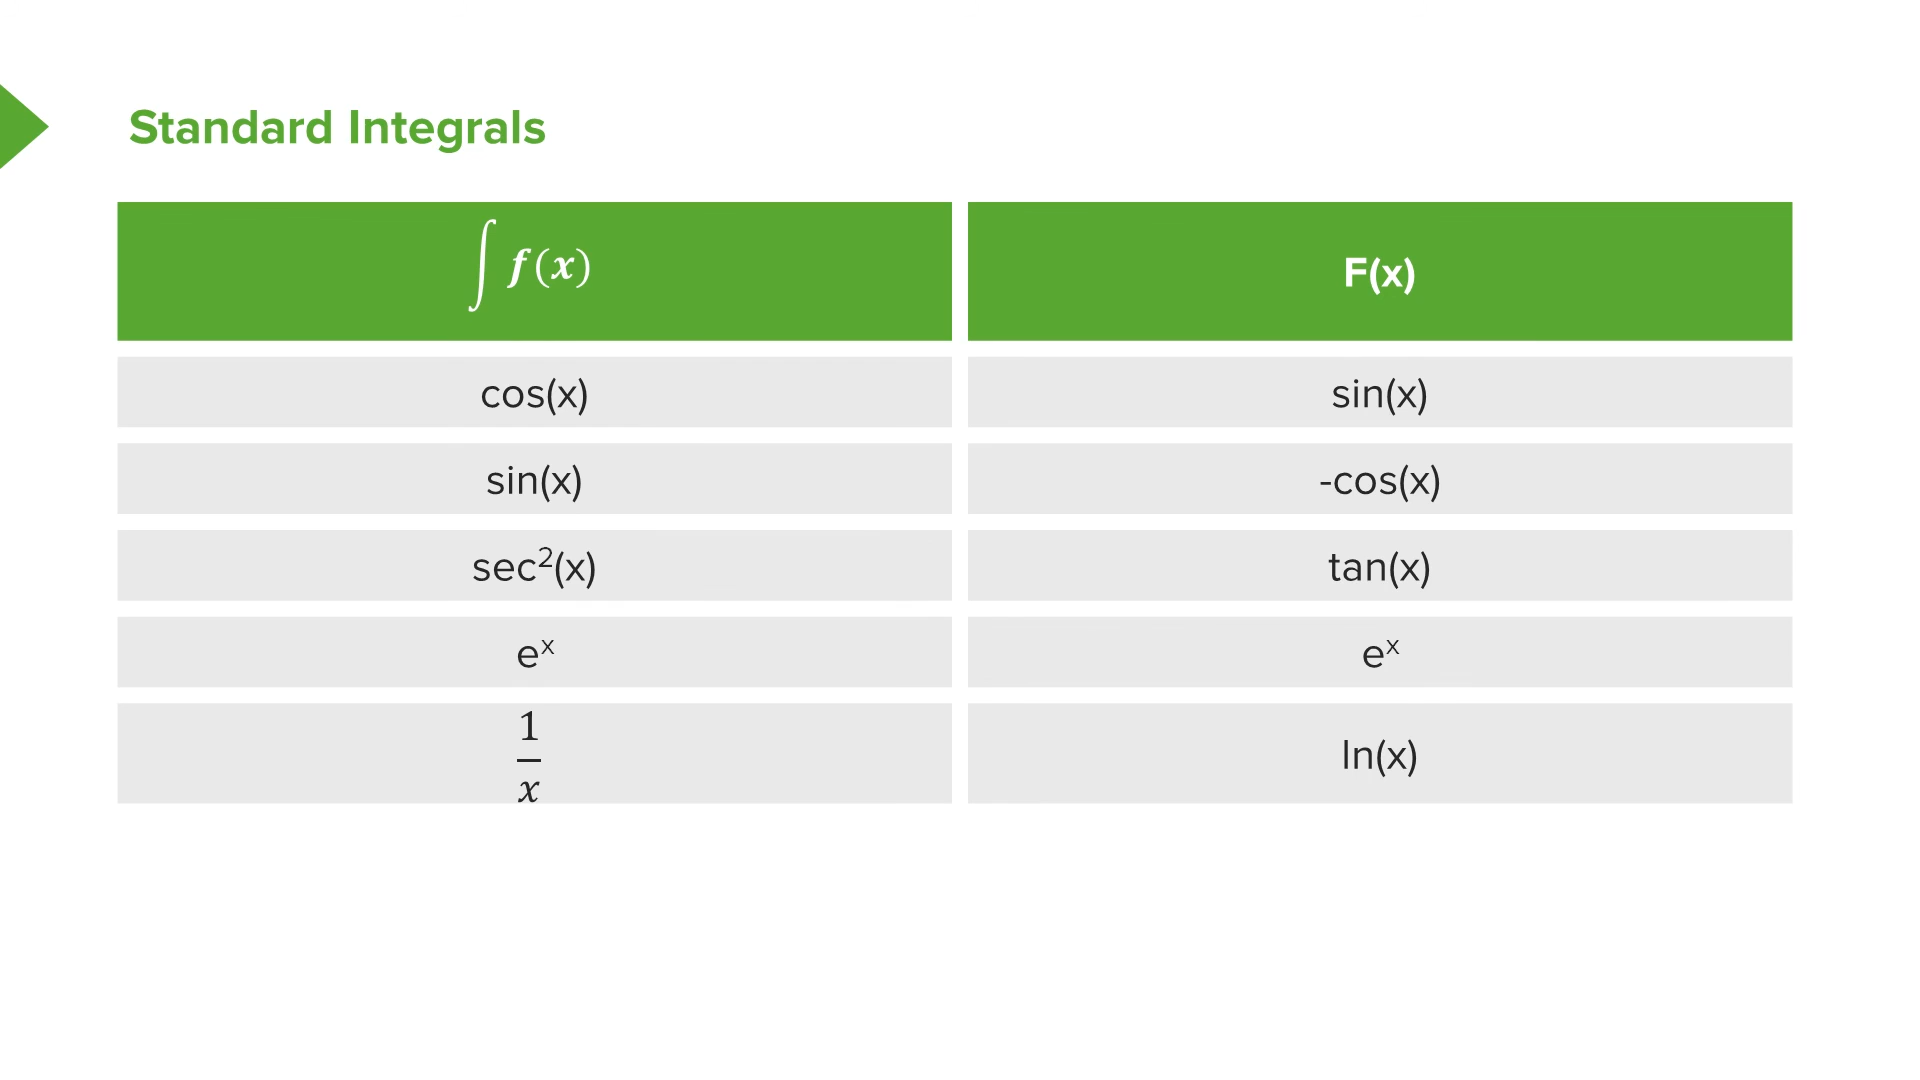 Standard Integrals
∫ f(x)
F(x)
cos(x)
sin(x)
sin(x)
-cos(x)
sec²(x)
tan(x)
eˣ
eˣ
1
x
ln(x)